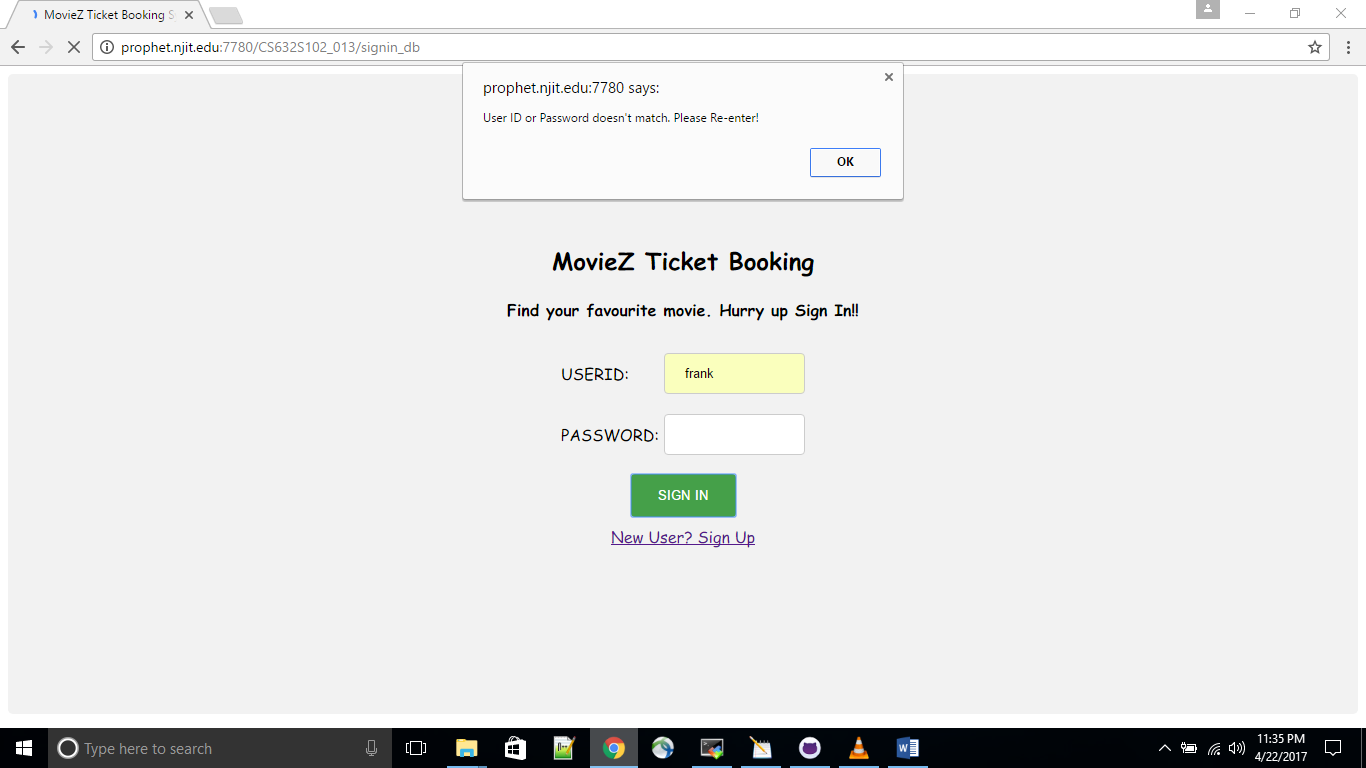 MovieZ Ticket Booking S
prophet.njit.edu:7780/CS632S102_013/signin_db
prophet.njit.edu:7780 says:
User ID or Password doesn't match. Please Re-enter!
OK
MovieZ Ticket Booking
Find your favourite movie. Hurry up Sign In!!
USERID:
frank
PASSWORD:
SIGN IN
New User? Sign Up
Type here to search
11:35 PM
4/22/2017